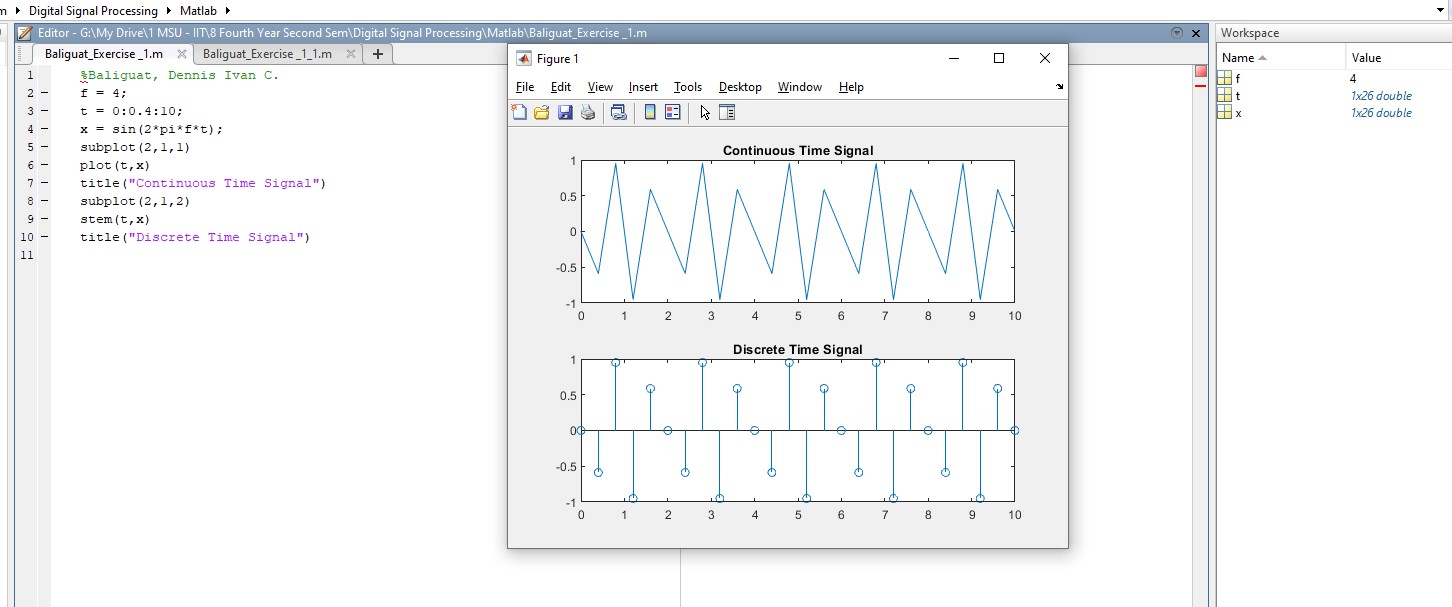 m ▸ Digital Signal Processing ▸ Matlab ▸
Editor - G:\My Drive\1 MSU - IIT\8 Fourth Year Second Sem\Digital Signal Processing\Matlab\Baliguat_Exercise _1.m
Baliguat_Exercise _1.m
Baliguat_Exercise _1_1.m
+
1 %Baliguat, Dennis Ivan C.
2 - f = 4;
3 - t = 0:0.4:10;
4 - x = sin(2*pi*f*t);
5 - subplot(2,1,1)
6 - plot(t,x)
7 - title("Continuous Time Signal")
8 - subplot(2,1,2)
9 - stem(t,x)
10 - title("Discrete Time Signal")
11
Figure 1
File Edit View Insert Tools Desktop Window Help
Continuous Time Signal
1
0.5
0
-0.5
-1
0 1 2 3 4 5 6 7 8 9 10
Discrete Time Signal
1
0.5
0
-0.5
-1
0 1 2 3 4 5 6 7 8 9 10
Workspace
Name Value
f 4
t 1x26 double
x 1x26 double